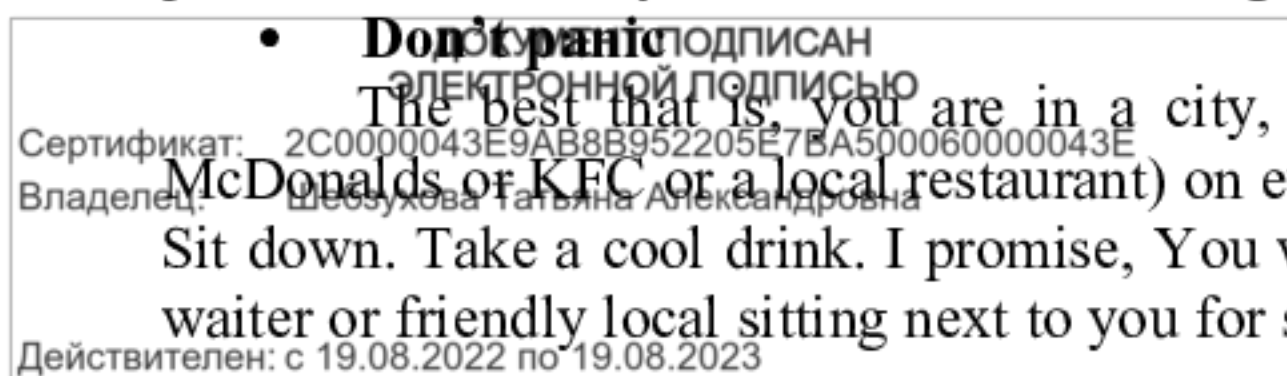 • Don't panic
ДОКУМЕНТ ПОДПИСАН
ЭЛЕКТРОННОЙ ПОДПИСЬЮ
The best that is, you are in a city,
Сертификат: 2C0000043E9AB8B952205E7BA500060000043E
McDonalds or KFC or a local restaurant) on e
Владелец: Шебзухова Татьяна Александровна
Sit down. Take a cool drink. I promise, You
waiter or friendly local sitting next to you for
Действителен: с 19.08.2022 по 19.08.2023